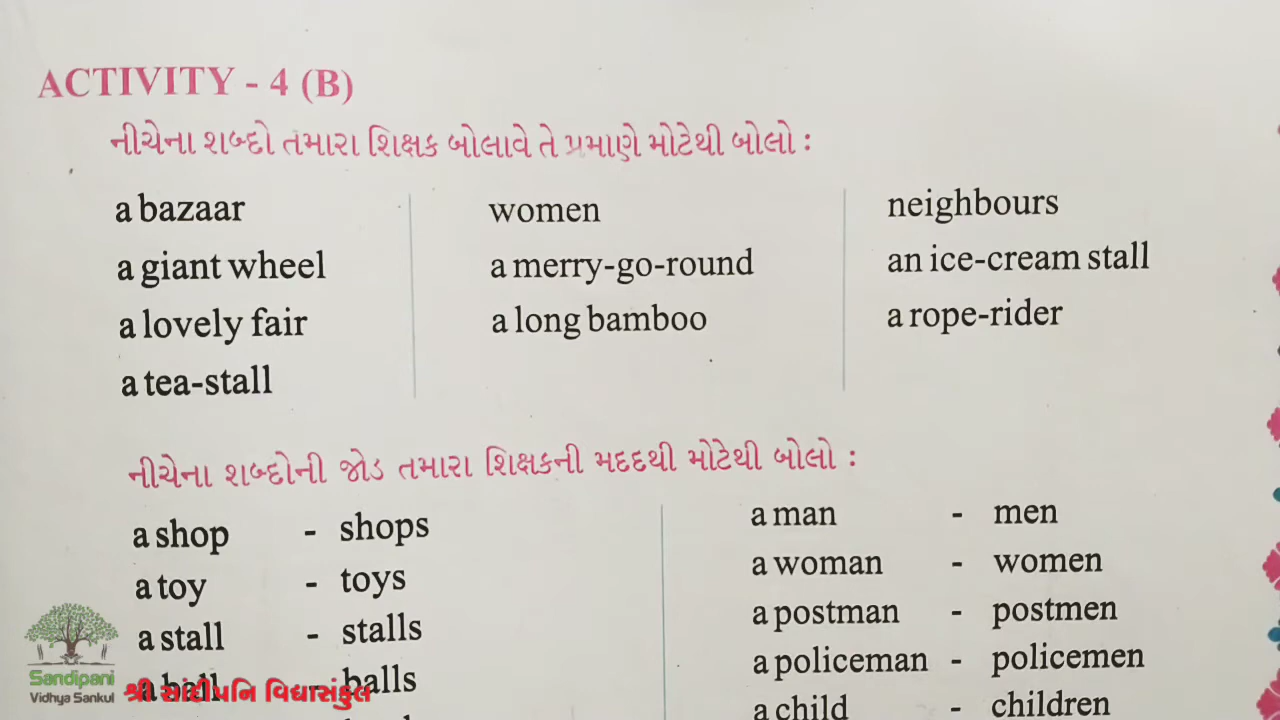 ACTIVITY - 4 (B)
નીચેના શબ્દો તમારા શિક્ષક બોલાવે તે પ્રમાણે મોટેથી બોલો :
a bazaar
a giant wheel
a lovely fair
a tea-stall
women
a merry-go-round
a long bamboo
neighbours
an ice-cream stall
a rope-rider
નીચેના શબ્દોની જોડ તમારા શિક્ષકની મદદથી મોટેથી બોલો :
a shop - shops
a toy - toys
a stall - stalls
a ball - balls
a man - men
a woman - women
a postman - postmen
a policeman - policemen
a child - children
Sandipani
Vidhya Sankul
શ્રી સાંદીપનિ વિદ્યાસંકુલ